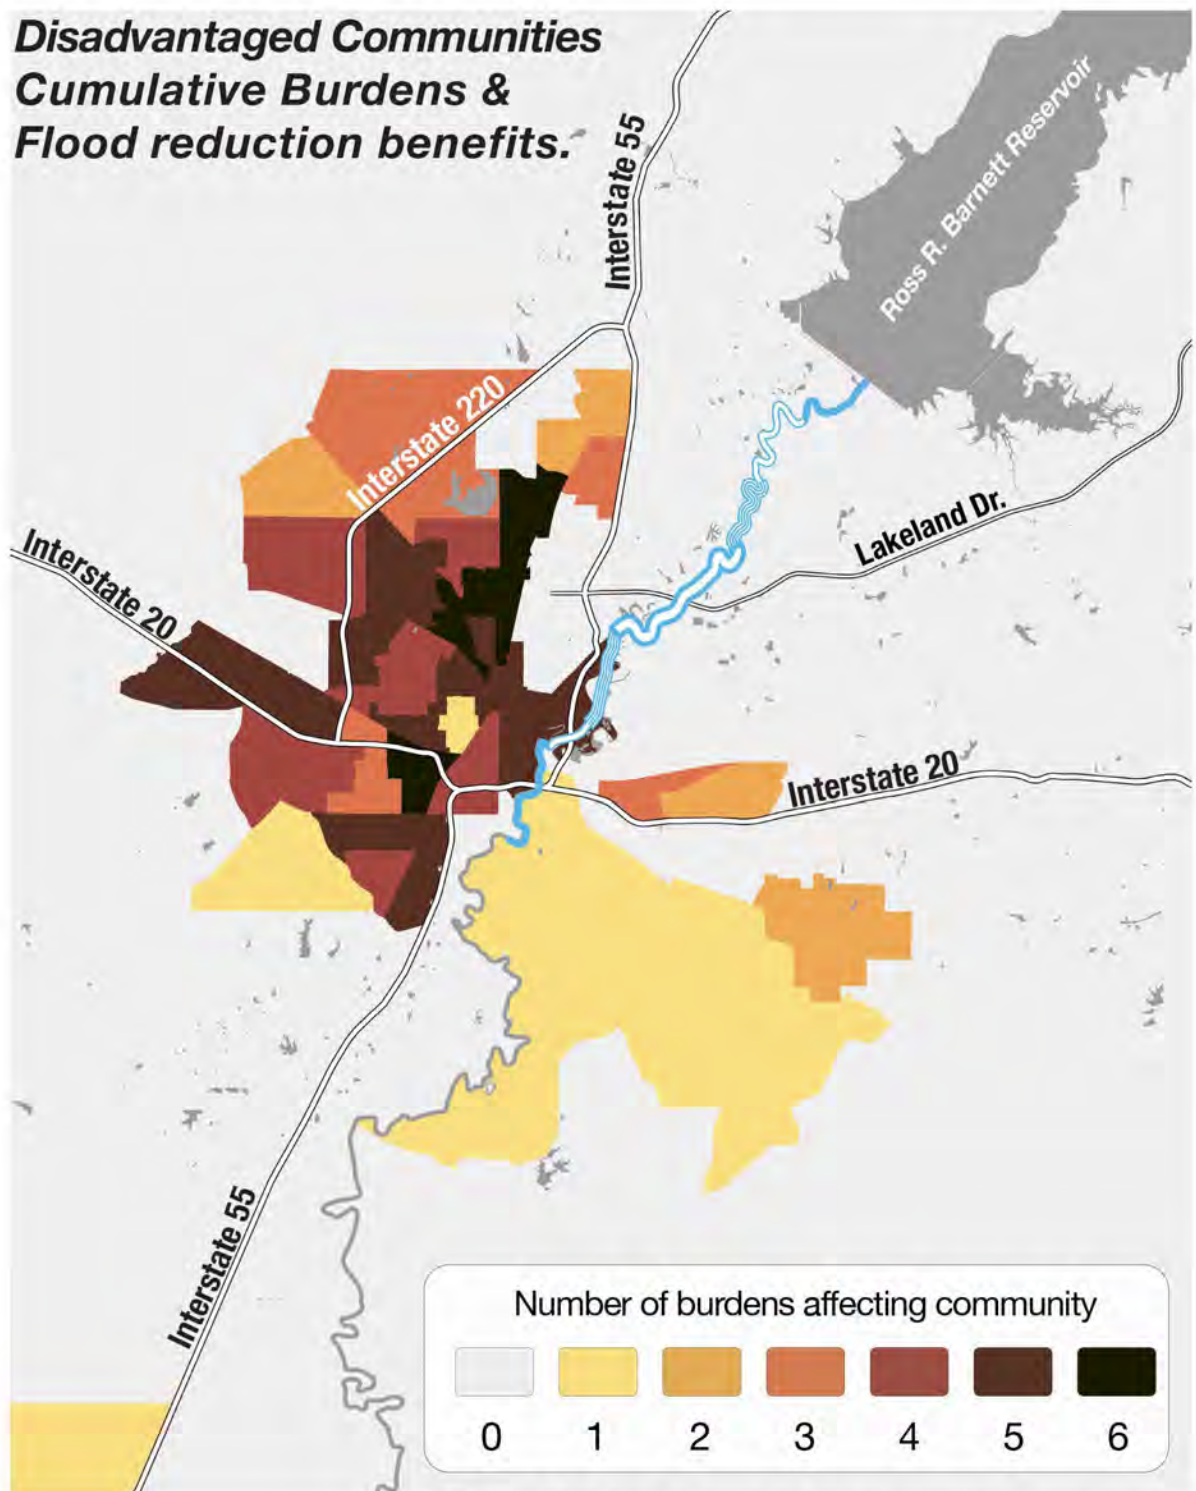 Disadvantaged Communities
Cumulative Burdens &
Flood reduction benefits.
Interstate 55
Ross R. Barnett Reservoir
Interstate 220
Lakeland Dr.
Interstate 20
Interstate 20
Interstate 55
Number of burdens affecting community
0 1 2 3 4 5 6